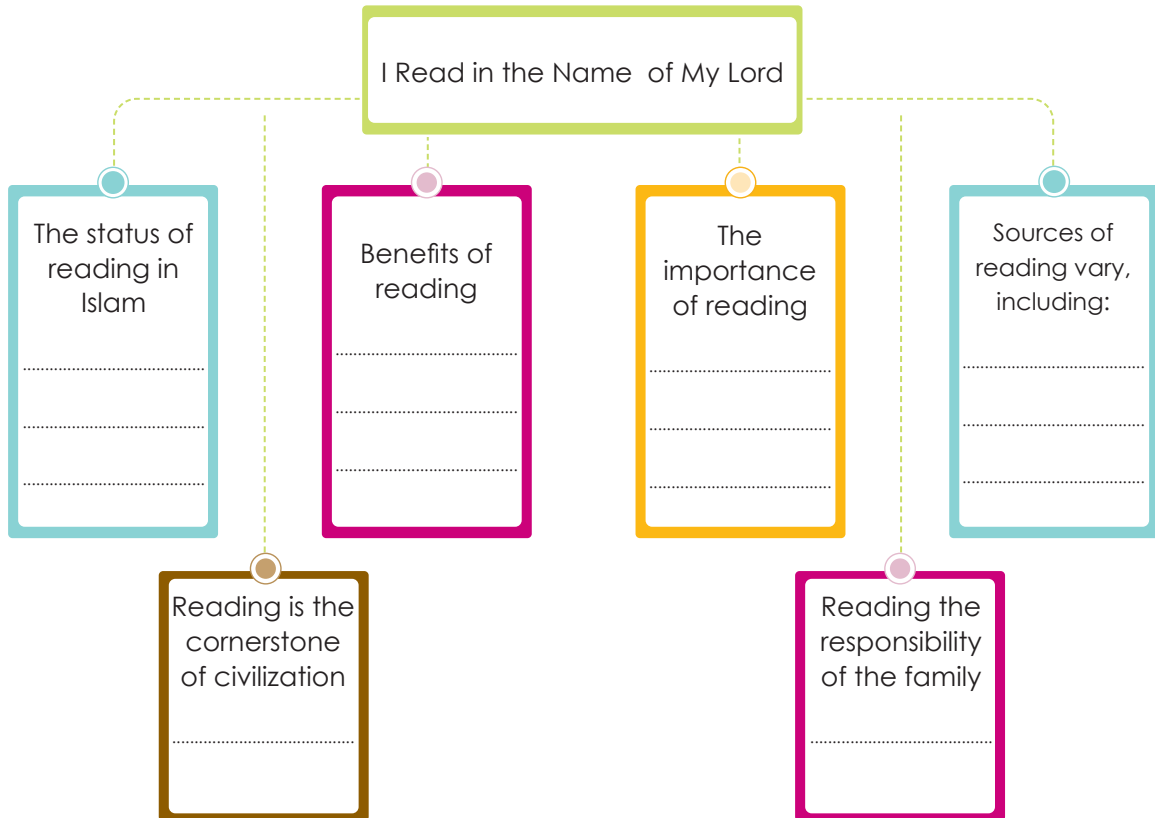 I Read in the Name of My Lord
The status of
reading in
Islam
Benefits of
reading
The
importance
of reading
Sources of
reading vary,
including:
Reading is the
cornerstone
of civilization
Reading the
responsibility
of the family